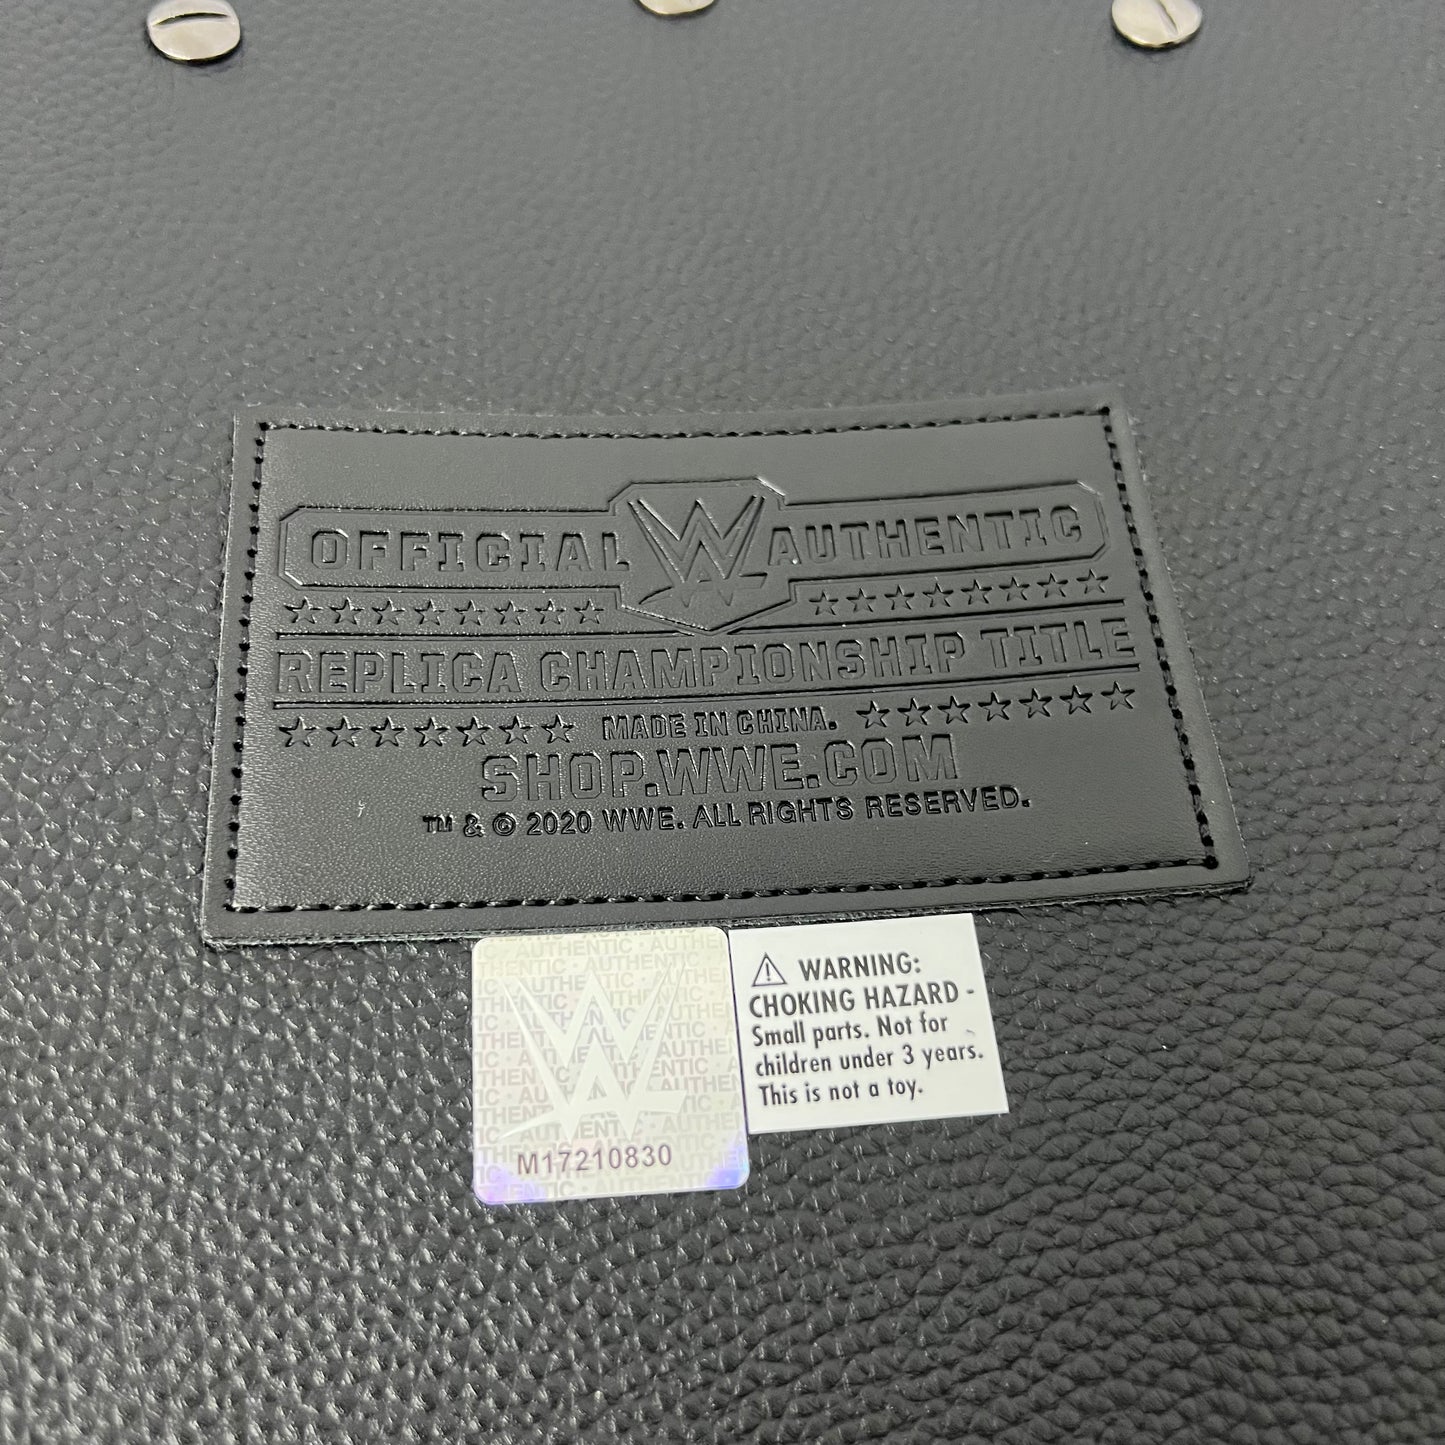 OFFICIAL W AUTHENTIC
REPLICA CHAMPIONSHIP TITLE
MADE IN CHINA.
SHOP.WWE.COM
™ & © 2020 WWE. ALL RIGHTS RESERVED.
AUTHENTIC · AUTHENTIC
M17210830
⚠ WARNING:
CHOKING HAZARD -
Small parts. Not for
children under 3 years.
This is not a toy.